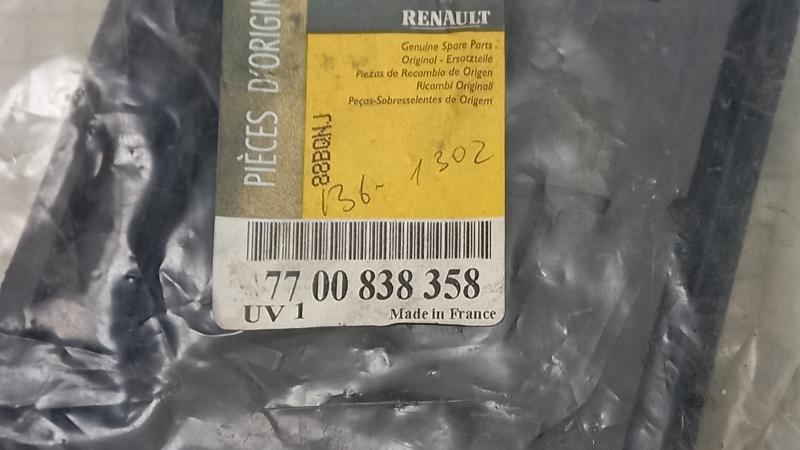 RENAULT
PIÈCES D'ORIGIN
Genuine Spare Parts
Original - Ersatzteile
Piezas de Recambio de Origen
Ricambi Originali
Peças-Sobresselentes de Origem
88BQNJ
136- 1302
77 00 838 358
UV 1 Made in France